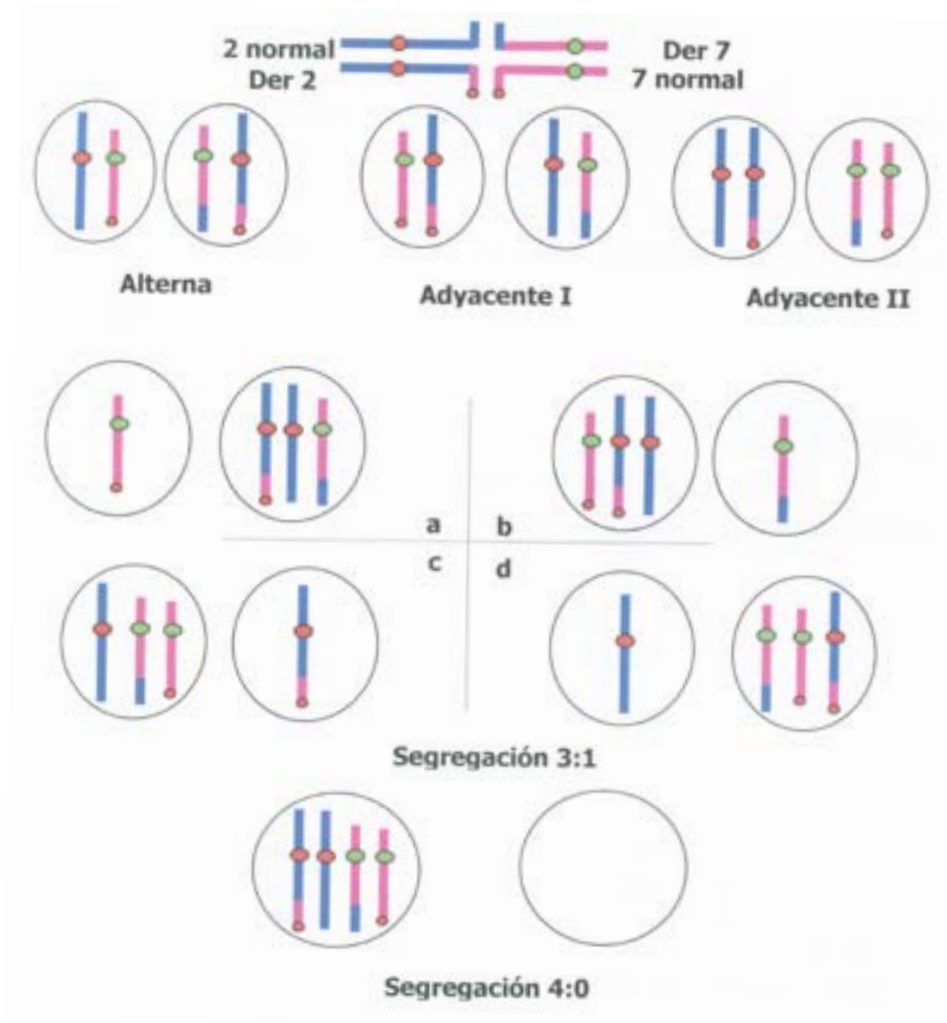 2 normal
Der 2
Der 7
7 normal
Alterna
Adyacente I
Adyacente II
a
b
c
d
Segregación 3:1
Segregación 4:0